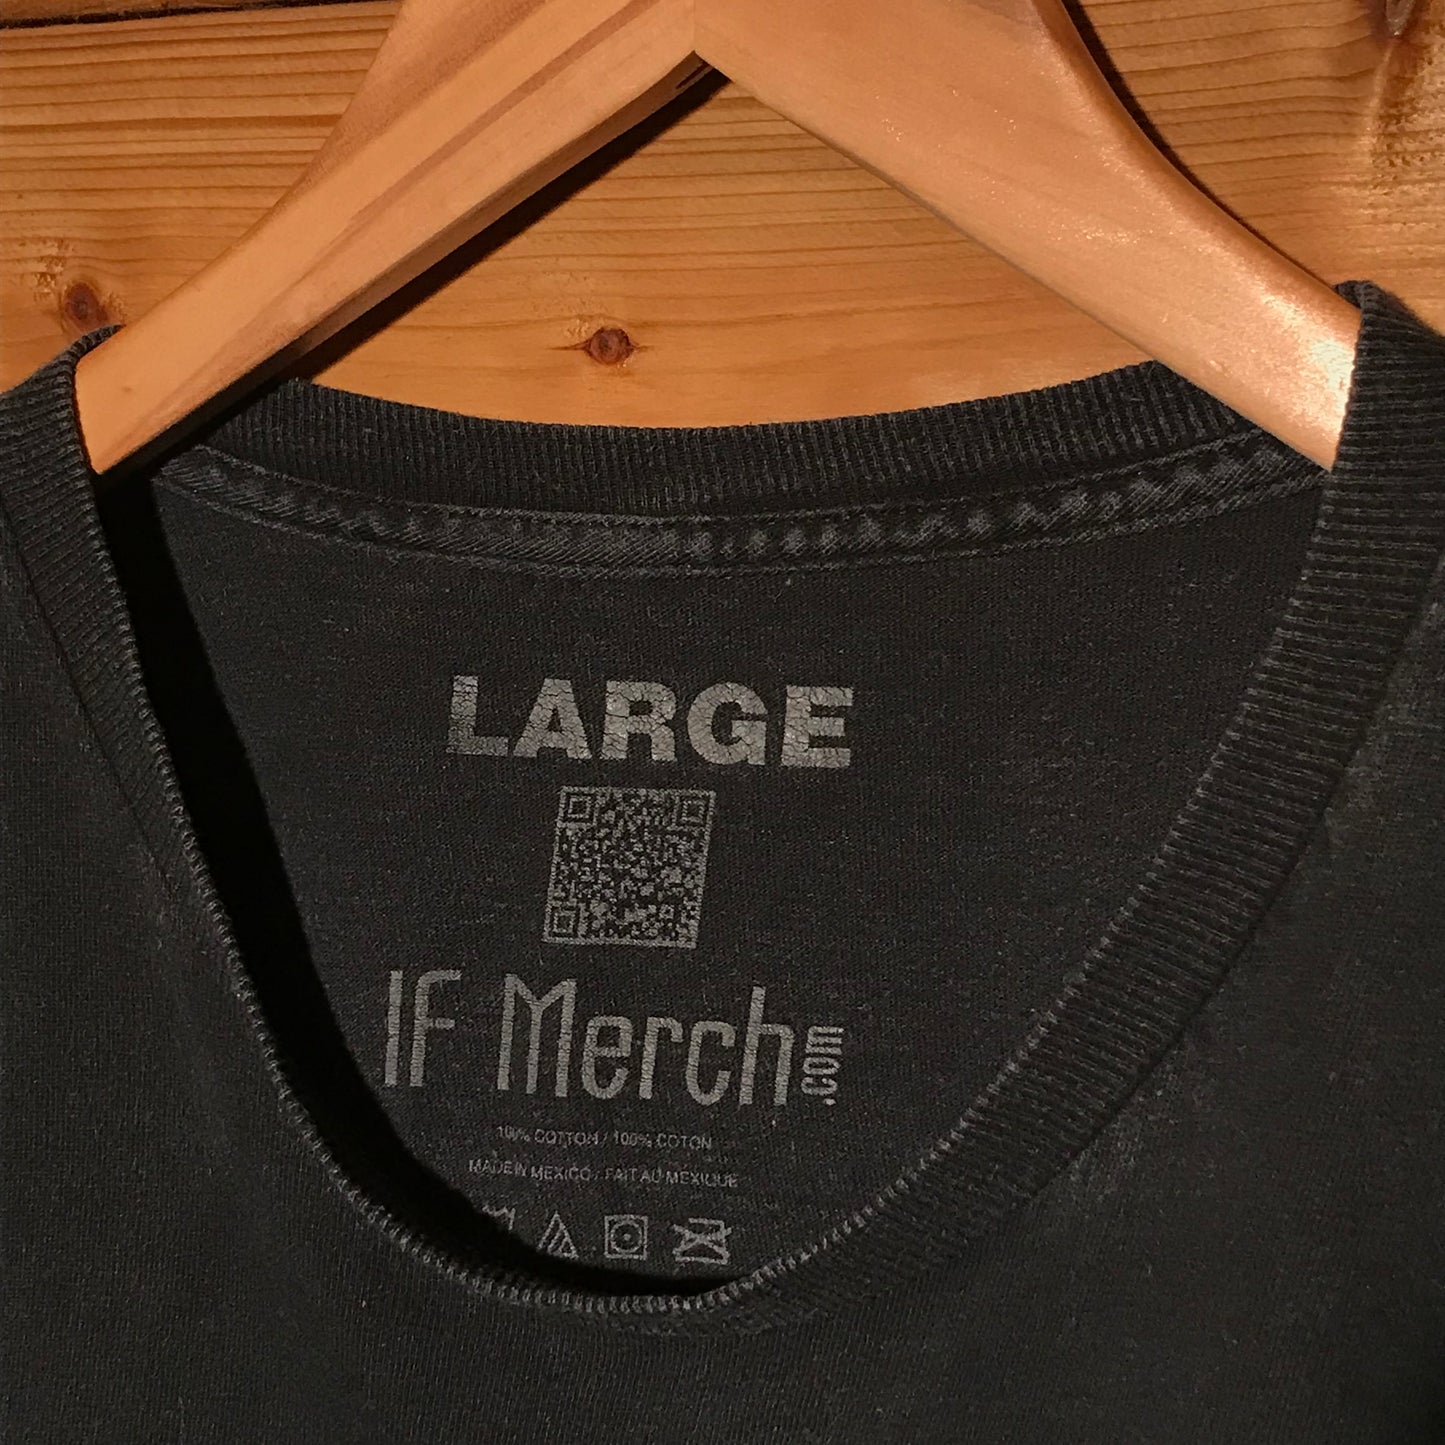 LARGE
IF Merch.com
100% COTTON / 100% COTON
MADE IN MEXICO / FAIT AU MEXIQUE